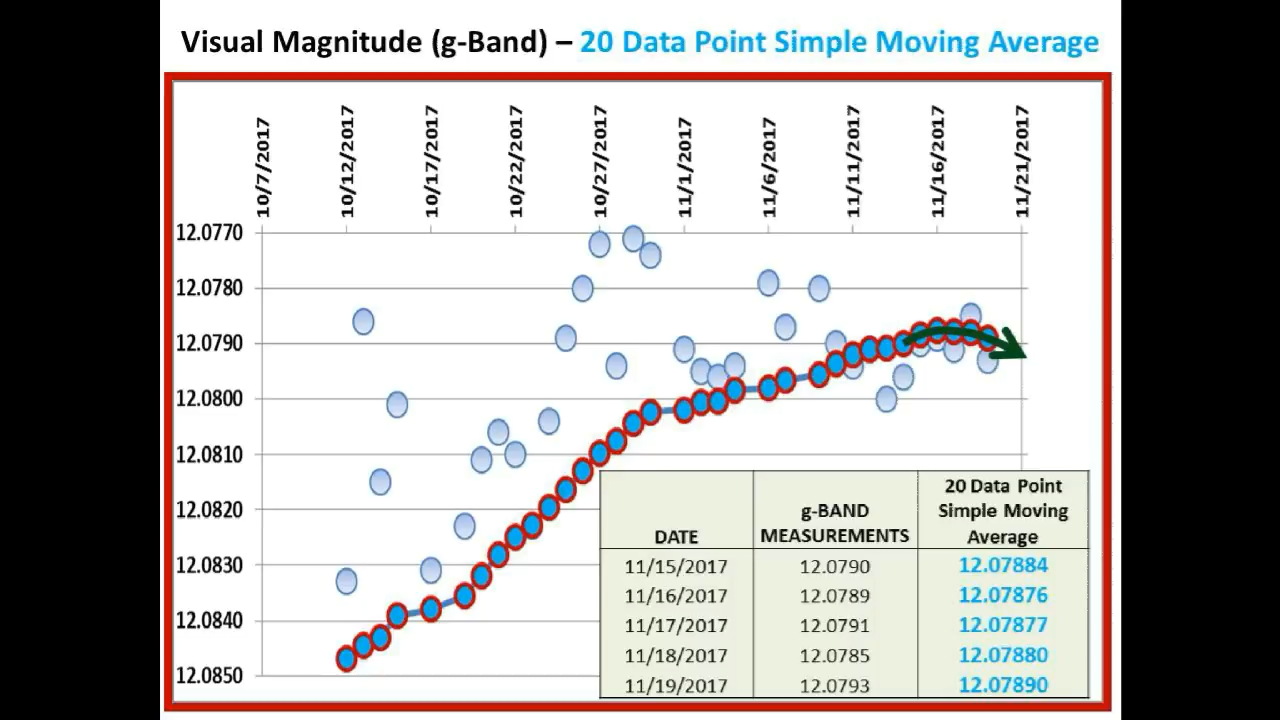 Visual Magnitude (g-Band) – 20 Data Point Simple Moving Average
10/7/2017
10/12/2017
10/17/2017
10/22/2017
10/27/2017
11/1/2017
11/6/2017
11/11/2017
11/16/2017
11/21/2017
12.0770
12.0780
12.0790
12.0800
12.0810
12.0820
12.0830
12.0840
12.0850
DATE
g-BAND
MEASUREMENTS
20 Data Point
Simple Moving
Average
11/15/2017 12.0790 12.07884
11/16/2017 12.0789 12.07876
11/17/2017 12.0791 12.07877
11/18/2017 12.0785 12.07880
11/19/2017 12.0793 12.07890